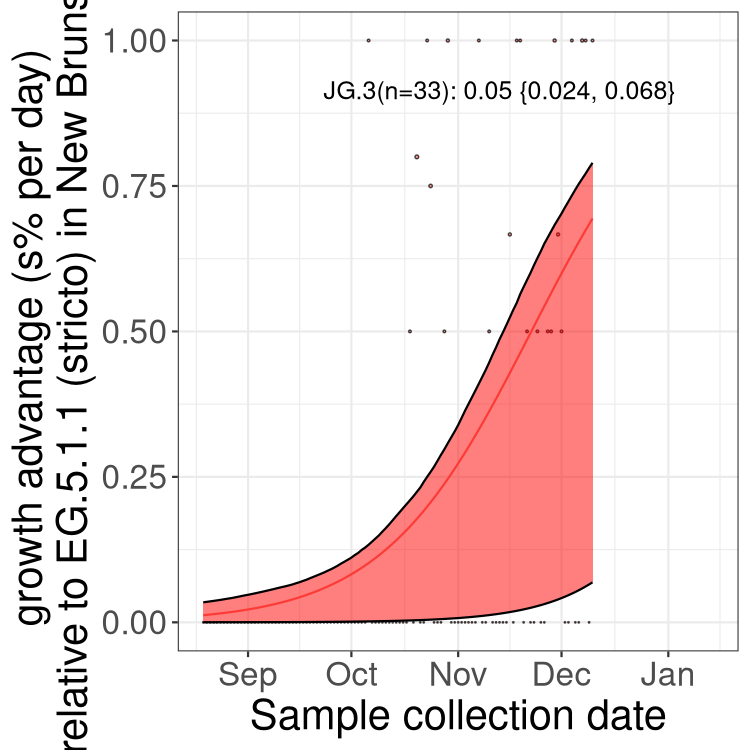 growth advantage (s% per day)
relative to EG.5.1.1 (stricto) in New Bruns
1.00
0.75
0.50
0.25
0.00
JG.3(n=33): 0.05 {0.024, 0.068}
Sep Oct Nov Dec Jan
Sample collection date